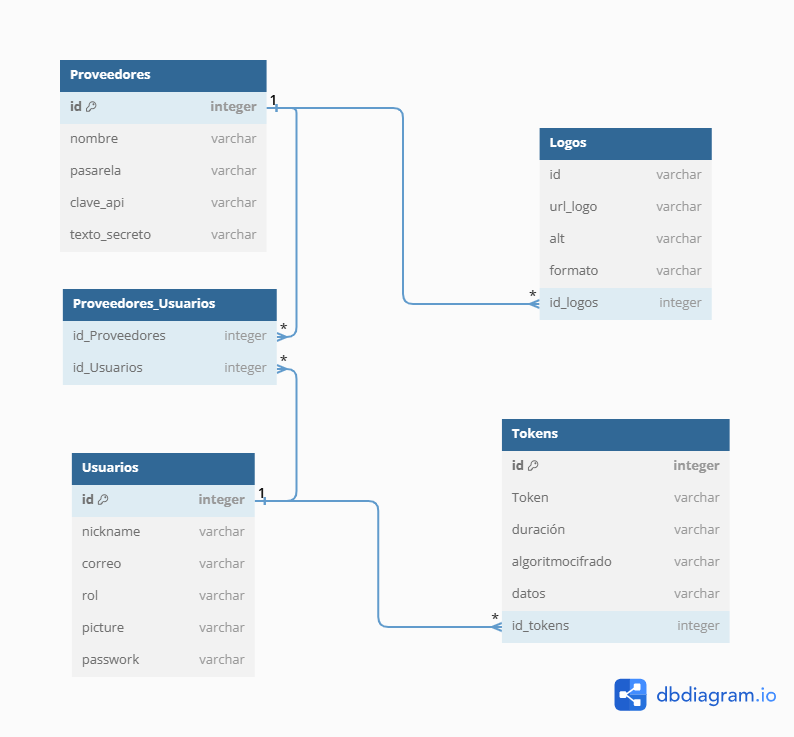 Proveedores
id integer
nombre varchar
pasarela varchar
clave_api varchar
texto_secreto varchar
1
Proveedores_Usuarios
id_Proveedores integer
*
id_Usuarios integer
*
Usuarios
id integer
1
nickname varchar
correo varchar
rol varchar
picture varchar
passwork varchar
Logos
id varchar
url_logo varchar
alt varchar
formato varchar
*
id_logos integer
Tokens
id integer
Token varchar
duración varchar
algoritmocifrado varchar
datos varchar
*
id_tokens integer
dbdiagram.io